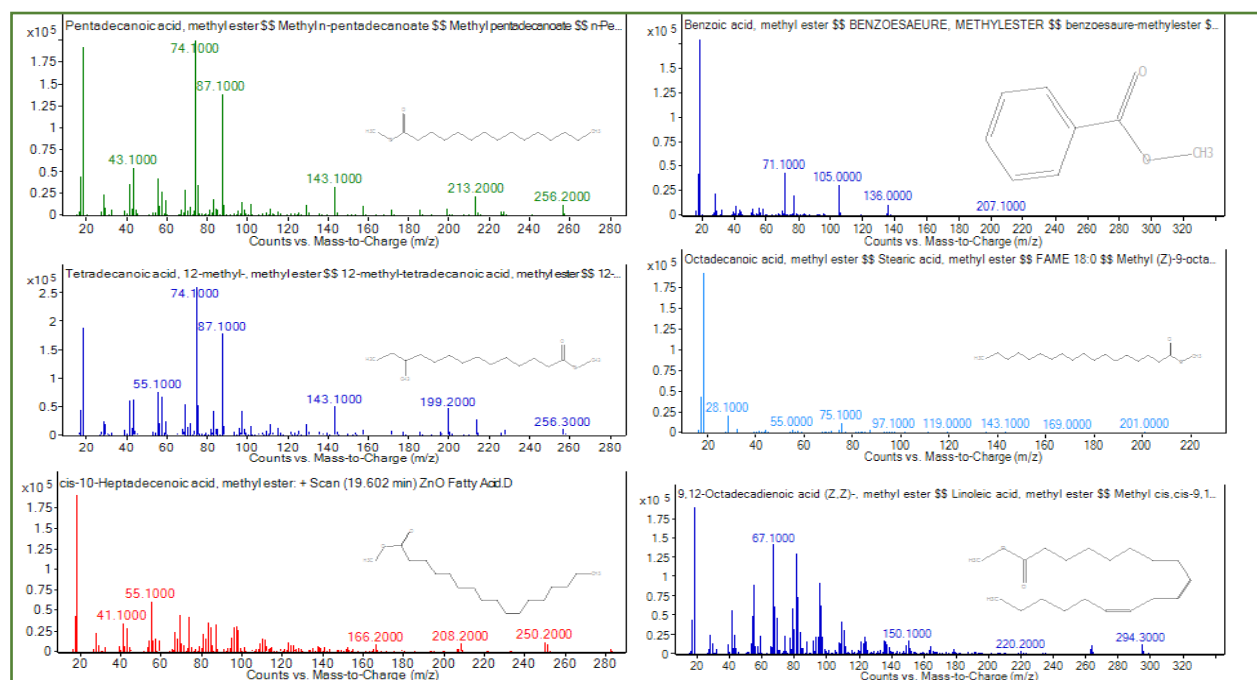 Pentadecanoic acid, methyl ester $$ Methyl n-pentadecanoate $$ Methyl pentadecanoate $$ n-Pe...
x10 5
1.75
1.5
1.25
1
0.75
0.5
0.25
0
74.1000
87.1000
43.1000
143.1000
213.2000
256.2000
H3C
O
O
CH3
20 40 60 80 100 120 140 160 180 200 220 240 260 280
Counts vs. Mass-to-Charge (m/z)
Benzoic acid, methyl ester $$ BENZOESAEURE, METHYLESTER $$ benzoesaure-methylester $...
x10 5
1.75
1.5
1.25
1
0.75
0.5
0.25
0
71.1000
105.0000
136.0000
207.1000
O
O
CH3
20 40 60 80 100 120 140 160 180 200 220 240 260 280 300 320
Counts vs. Mass-to-Charge (m/z)
Tetradecanoic acid, 12-methyl-, methyl ester $$ 12-methyl-tetradecanoic acid, methyl ester $$ 12-...
x10 5
2.5
2
1.5
1
0.5
0
74.1000
87.1000
55.1000
143.1000
199.2000
256.3000
H3C
CH3
O
O
CH3
20 40 60 80 100 120 140 160 180 200 220 240 260 280
Counts vs. Mass-to-Charge (m/z)
Octadecanoic acid, methyl ester $$ Stearic acid, methyl ester $$ FAME 18:0 $$ Methyl (Z)-9-octa...
x10 5
1.75
1.5
1.25
1
0.75
0.5
0.25
0
28.1000
55.0000
75.1000
97.1000
119.0000
143.1000
169.0000
201.0000
H3C
O
O
CH3
20 40 60 80 100 120 140 160 180 200 220
Counts vs. Mass-to-Charge (m/z)
cis-10-Heptadecenoic acid, methyl ester: + Scan (19.602 min) ZnO Fatty Acid.D
x10 5
1.75
1.5
1.25
1
0.75
0.5
0.25
0
41.1000
55.1000
166.2000
208.2000
250.2000
H3C
O
O
CH3
20 40 60 80 100 120 140 160 180 200 220 240 260 280
Counts vs. Mass-to-Charge (m/z)
9,12-Octadecadienoic acid (Z,Z)-, methyl ester $$ Linoleic acid, methyl ester $$ Methyl cis,cis-9,1...
x10 5
1.75
1.5
1.25
1
0.75
0.5
0.25
0
67.1000
150.1000
220.2000
294.3000
H3C
O
O
H3C
20 40 60 80 100 120 140 160 180 200 220 240 260 280 300 320
Counts vs. Mass-to-Charge (m/z)